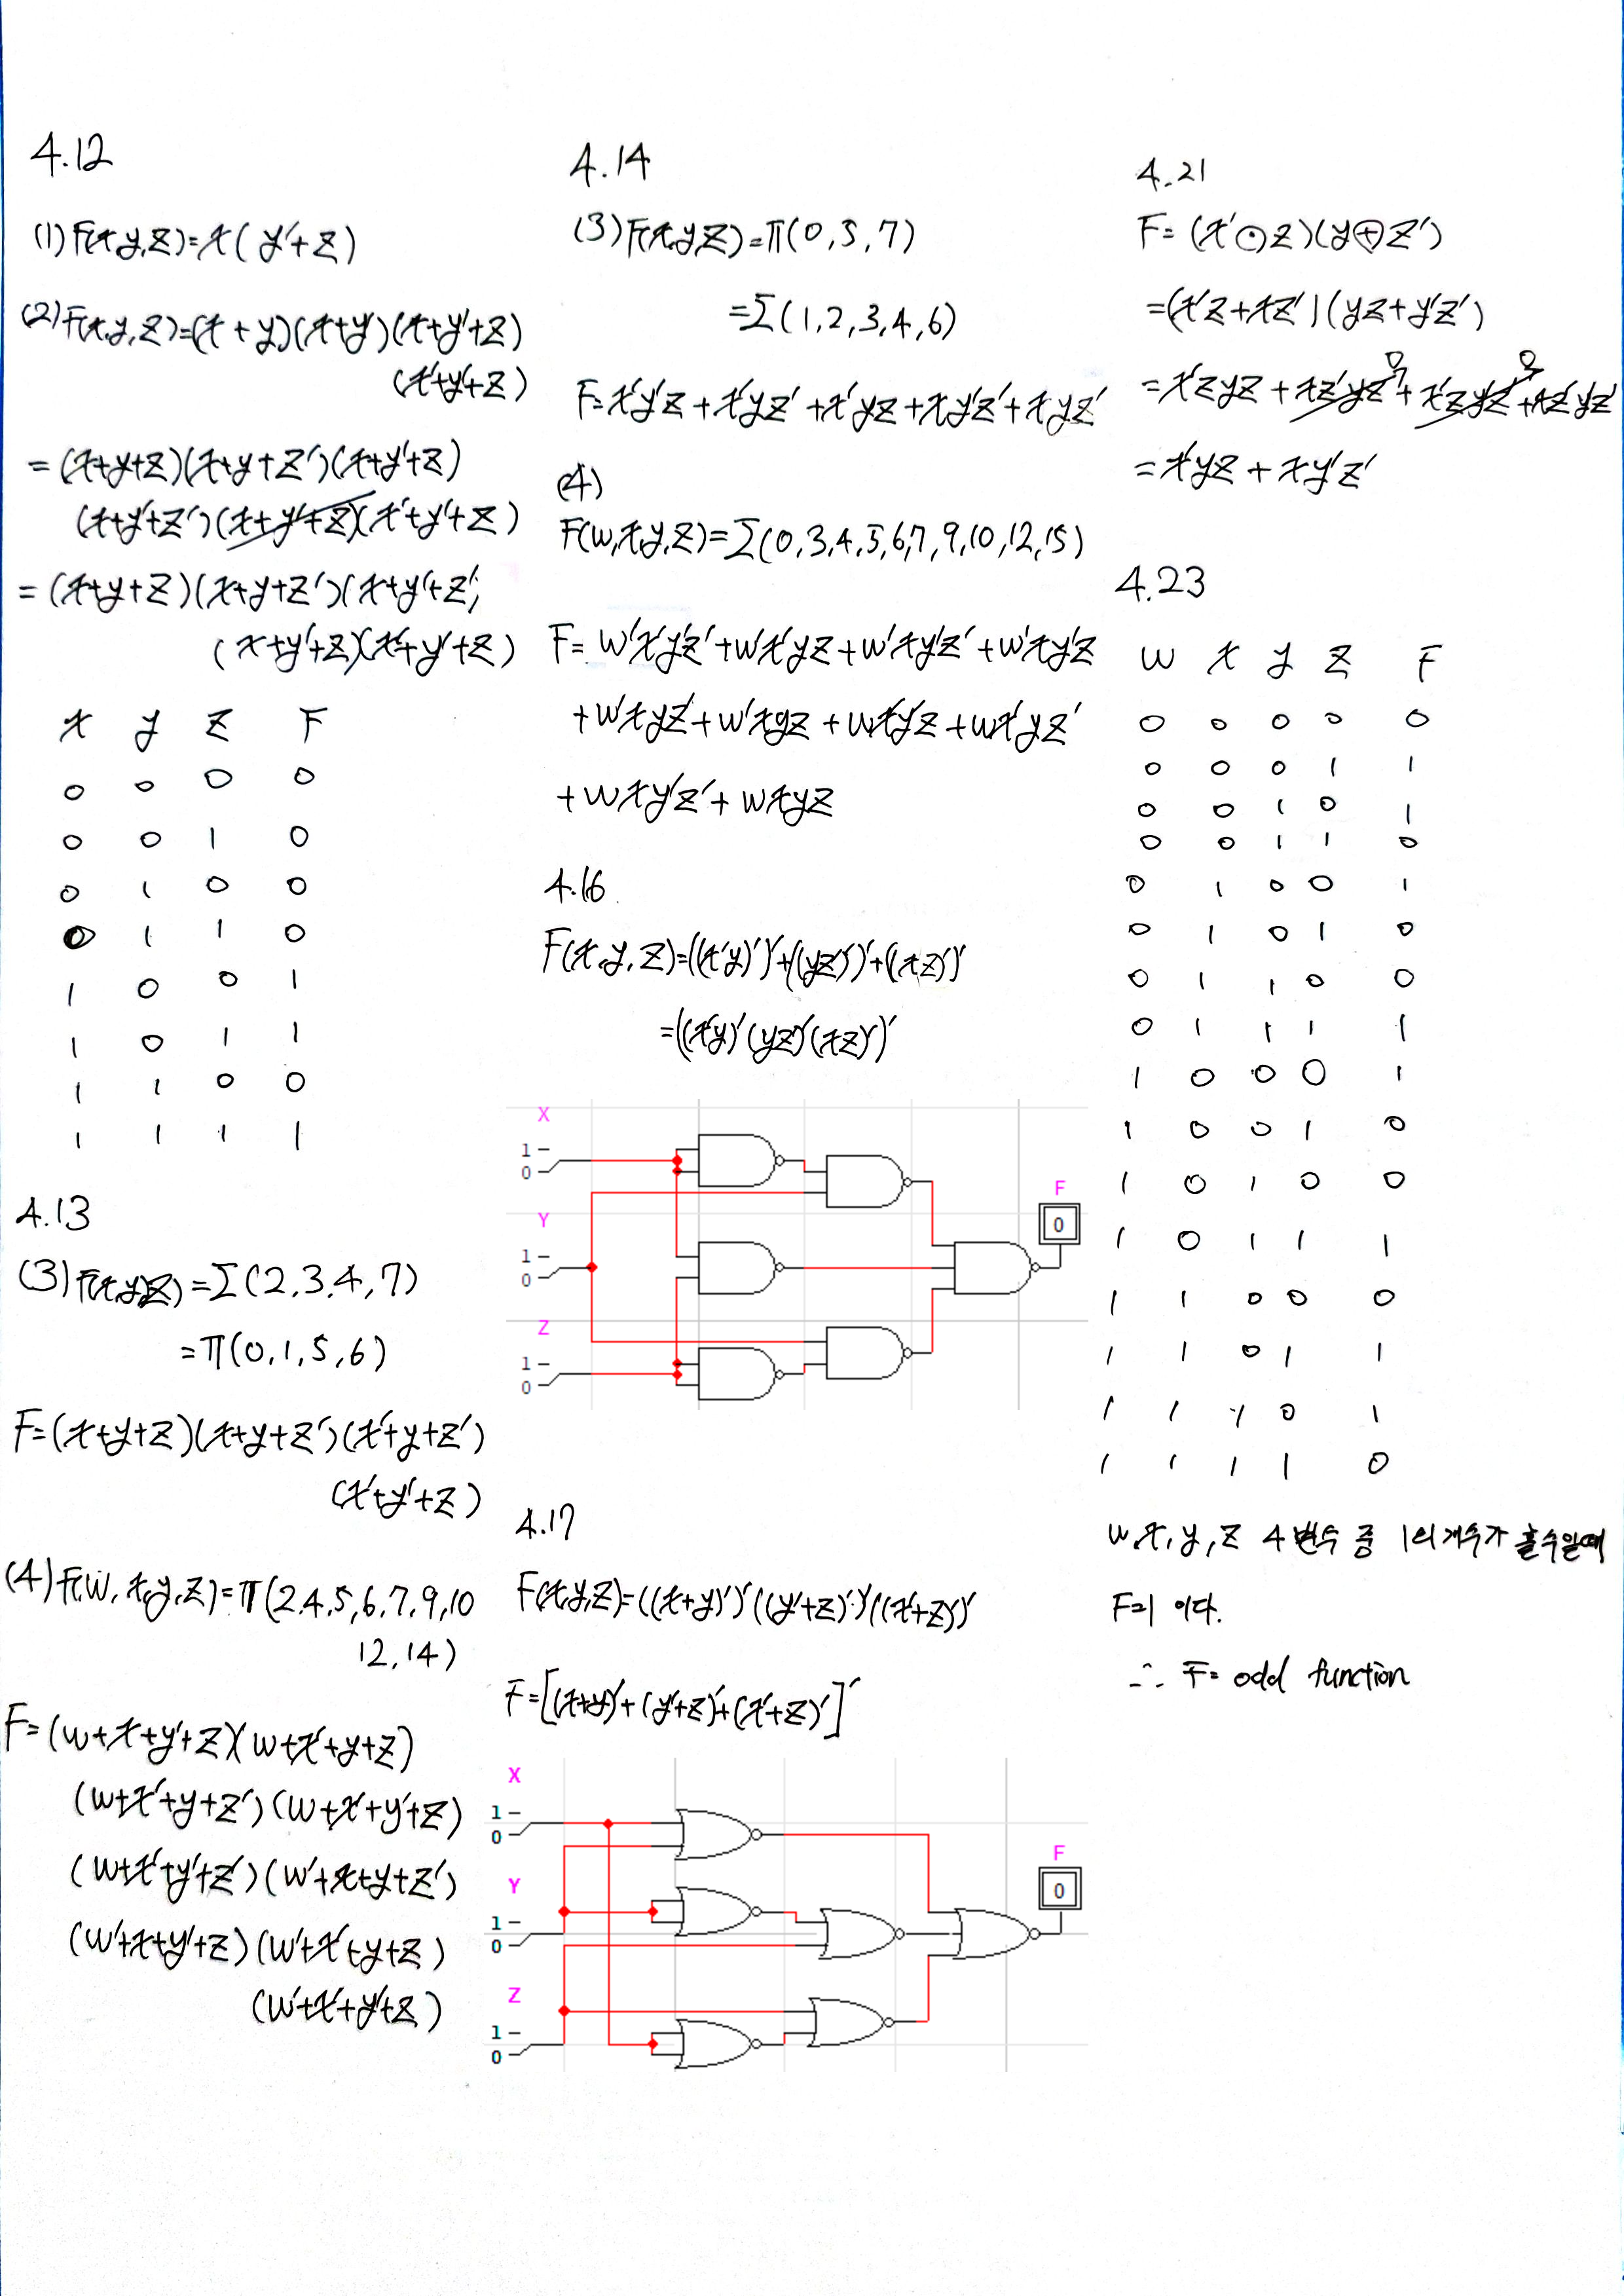 4.12
(1) F(x,y,z)=x(y'+z)
(2) F(x,y,z)=(x+y)(x+y')(x+y'+z)
(x'+y'+z)
=(x+y+z)(x+y+z')(x+y'+z)
(x+y'+z')(x+y'+z)(x'+y'+z)
=(x+y+z)(x+y+z')(x+y'+z')
(x+y'+z)(x'+y'+z)
x y z F
0 0 0 0
0 0 1 0
0 1 0 0
0 1 1 0
1 0 0 1
1 0 1 1
1 1 0 0
1 1 1 1
4.13
(3) F(x,y,z)=Σ(2,3,4,7)
=π(0,1,5,6)
F=(x+y+z)(x+y+z')(x'+y+z')
(x'+y'+z)
(4) F(w,x,y,z)=π(2,4,5,6,7,9,10
12,14)
F=(w+x+y'+z)(w+x'+y+z)
(w+x'+y+z')(w+x'+y'+z)
(w+x'+y'+z')(w'+x+y+z')
(w'+x+y'+z)(w'+x'+y+z)
(w'+x'+y'+z)
4.14
(3) F(x,y,z)=π(0,5,7)
=Σ(1,2,3,4,6)
F=x'y'z+x'yz'+x'yz+xy'z'+xyz'
(4)
F(w,x,y,z)=Σ(0,3,4,5,6,7,9,10,12,15)
F=w'x'y'z'+w'x'yz+w'xy'z'+w'xy'z
+w'xyz'+w'xyz+wx'y'z+wx'yz'
+wxy'z'+wxyz
4.16
F(x,y,z)=((x'y)')'+((yz')')'+((xz)')'
=((x'y)'(yz')'(xz)')'
X
1
0
Y
1
0
Z
1
0
F
0
4.17
F(x,y,z)=((x+y)')'((y'+z)')'((x'+z)')'
F=[(x+y)'+(y'+z)'+(x'+z)']'
X
1
0
Y
1
0
Z
1
0
F
0
4.21
F=(x'⊙z)(y⊕z')
=(x'z+xz')(yz+y'z')
=x'zyz+xz'yz+x'zy'z'+xz'y'z'
0 0
=x'yz+xy'z'
4.23
w x y z F
0 0 0 0 0
0 0 0 1 1
0 0 1 0 1
0 0 1 1 0
0 1 0 0 1
0 1 0 1 0
0 1 1 0 0
0 1 1 1 1
1 0 0 0 1
1 0 0 1 0
1 0 1 0 0
1 0 1 1 1
1 1 0 0 0
1 1 0 1 1
1 1 1 0 1
1 1 1 1 0
w,x,y,z 4변수 중 1의 개수가 홀수일때
F=1 이다.
∴ F= odd function